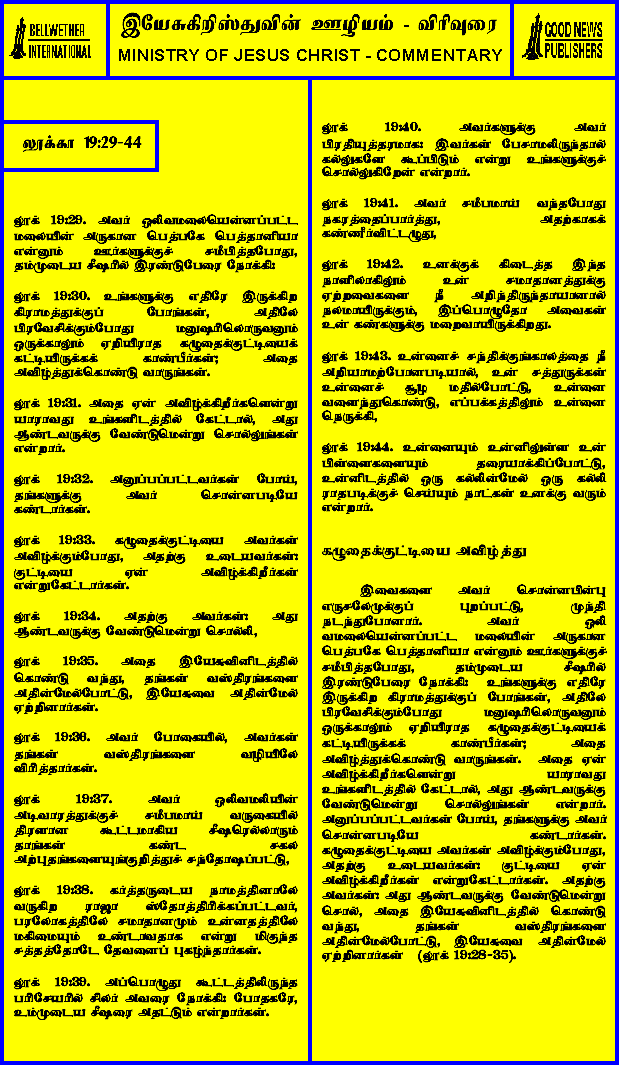 BELLWETHER
INTERNATIONAL
இயேசுகிறிஸ்துவின் ஊழியம் - விரிவுரை
MINISTRY OF JESUS CHRIST - COMMENTARY
GOOD NEWS
PUBLISHERS
லூக்கா 19:29-44
லூக் 19:29. அவர் ஒலிவமலையென்னப்பட்ட
மலையின் அருகான பெத்பகே பெத்தானியா
என்னும் ஊர்களுக்குச் சமீபித்தபோது,
தம்முடைய சீஷரில் இரண்டுபேரை நோக்கி:
லூக் 19:30. உங்களுக்கு எதிரே இருக்கிற
கிராமத்துக்குப் போங்கள், அதிலே
பிரவேசிக்கும்போது மனுஷரிலொருவனும்
ஒருக்காலும் ஏறியிராத கழுதைக்குட்டியைக்
கட்டியிருக்கக் காண்பீர்கள்; அதை
அவிழ்த்துக்கொண்டு வாருங்கள்.
லூக் 19:31. அதை ஏன் அவிழ்க்கிறீர்களென்று
யாராவது உங்களிடத்தில் கேட்டால், அது
ஆண்டவருக்கு வேண்டுமென்று சொல்லுங்கள்
என்றார்.
லூக் 19:32. அனுப்பப்பட்டவர்கள் போய்,
தங்களுக்கு அவர் சொன்னபடியே
கண்டார்கள்.
லூக் 19:33. கழுதைக்குட்டியை அவர்கள்
அவிழ்க்கும்போது, அதற்கு உடையவர்கள்:
குட்டியை ஏன் அவிழ்க்கிறீர்கள்
என்றுகேட்டார்கள்.
லூக் 19:34. அதற்கு அவர்கள்: அது
ஆண்டவருக்கு வேண்டுமென்று சொல்லி,
லூக் 19:35. அதை இயேசுவினிடத்தில்
கொண்டு வந்து, தங்கள் வஸ்திரங்களை
அதின்மேல்போட்டு, இயேசுவை அதின்மேல்
ஏற்றினார்கள்.
லூக் 19:36. அவர் போகையில், அவர்கள்
தங்கள் வஸ்திரங்களை வழியிலே
விரித்தார்கள்.
லூக் 19:37. அவர் ஒலிவமலையின்
அடிவாரத்துக்குச் சமீபமாய் வருகையில்
திரளான கூட்டமாகிய சீஷரெல்லாரும்
தாங்கள் கண்ட சகல
அற்புதங்களையுங்குறித்துச் சந்தோஷப்பட்டு,
லூக் 19:38. கர்த்தருடைய நாமத்தினாலே
வருகிற ராஜா ஸ்தோத்திரிக்கப்பட்டவர்,
பரலோகத்திலே சமாதானமும் உன்னதத்திலே
மகிமையும் உண்டாவதாக என்று மிகுந்த
சத்தத்தோடே தேவனைப் புகழ்ந்தார்கள்.
லூக் 19:39. அப்பொழுது கூட்டத்திலிருந்த
பரிசேயரில் சிலர் அவரை நோக்கி: போதகரே,
உம்முடைய சீஷரை அதட்டும் என்றார்கள்.
லூக் 19:40. அவர்களுக்கு அவர்
பிரதியுத்தரமாக: இவர்கள் பேசாமலிருந்தால்
கல்லுகளே கூப்பிடும் என்று உங்களுக்குச்
சொல்லுகிறேன் என்றார்.
லூக் 19:41. அவர் சமீபமாய் வந்தபோது
நகரத்தைப்பார்த்து, அதற்காகக்
கண்ணீர்விட்டழுது,
லூக் 19:42. உனக்குக் கிடைத்த இந்த
நாளிலாகிலும் உன் சமாதானத்துக்கு
ஏற்றவைகளை நீ அறிந்திருந்தாயானால்
நலமாயிருக்கும், இப்பொழுதோ அவைகள்
உன் கண்களுக்கு மறைவாயிருக்கிறது.
லூக் 19:43. உன்னைச் சந்திக்குங்காலத்தை நீ
அறியாமற்போனபடியால், உன் சத்துருக்கள்
உன்னைச் சூழ மதில்போட்டு, உன்னை
வளைந்துகொண்டு, எப்பக்கத்திலும் உன்னை
நெருக்கி,
லூக் 19:44. உன்னையும் உன்னிலுள்ள உன்
பிள்ளைகளையும் தரையாக்கிப்போட்டு,
உன்னிடத்தில் ஒரு கல்லின்மேல் ஒரு கல்லி
ராதபடிக்குச் செய்யும் நாட்கள் உனக்கு வரும்
என்றார்.
கழுதைக்குட்டியை அவிழ்த்து
இவைகளை அவர் சொன்னபின்பு
எருசலேமுக்குப் புறப்பட்டு, முந்தி
நடந்துபோனார். அவர் ஒலி
வமலையென்னப்பட்ட மலையின் அருகான
பெத்பகே பெத்தானியா என்னும் ஊர்களுக்குச்
சமீபித்தபோது, தம்முடைய சீஷரில்
இரண்டுபேரை நோக்கி: உங்களுக்கு எதிரே
இருக்கிற கிராமத்துக்குப் போங்கள், அதிலே
பிரவேசிக்கும்போது மனுஷரிலொருவனும்
ஒருக்காலும் ஏறியிராத கழுதைக்குட்டியைக்
கட்டியிருக்கக் காண்பீர்கள்; அதை
அவிழ்த்துக்கொண்டு வாருங்கள். அதை ஏன்
அவிழ்க்கிறீர்களென்று யாராவது
உங்களிடத்தில் கேட்டால், அது ஆண்டவருக்கு
வேண்டுமென்று சொல்லுங்கள் என்றார்.
அனுப்பப்பட்டவர்கள் போய், தங்களுக்கு அவர்
சொன்னபடியே கண்டார்கள்.
கழுதைக்குட்டியை அவர்கள் அவிழ்க்கும்போது,
அதற்கு உடையவர்கள்: குட்டியை ஏன்
அவிழ்க்கிறீர்கள் என்றுகேட்டார்கள். அதற்கு
அவர்கள்: அது ஆண்டவருக்கு வேண்டுமென்று
சொல், அதை இயேசுவினிடத்தில் கொண்டு
வந்து, தங்கள் வஸ்திரங்களை
அதின்மேல்போட்டு, இயேசுவை அதின்மேல்
ஏற்றினார்கள் (லூக் 19:28-35).